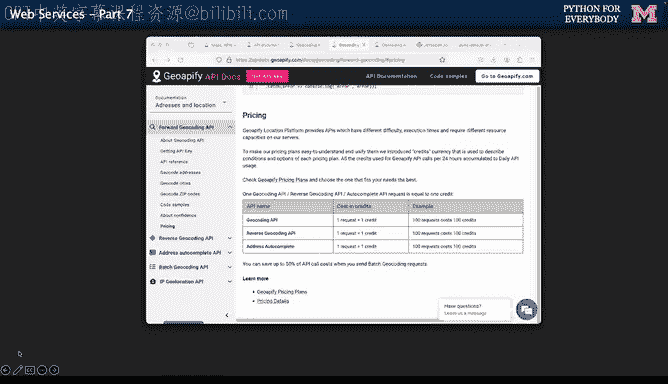 Web Services - Part 7
PYTHON FOR
EVERYBODY
Geoapify API Docs
API Documentation
Code samples
Go to Geoapify.com
Documentation
Adresses and location
Forward Geocoding API
About Geocoding API
Getting API Key
API reference
Geocode addresses
Geocode cities
Geocode ZIP codes
Code samples
About confidence
Pricing
Reverse Geocoding API
Address autocomplete API
Batch Geocoding API
IP Geolocation API
Pricing
Geoapify Location Platform provides APIs which have different difficulty, execution times and require different resource
capacities on our servers.
To make our pricing plans easy-to-understand and unify them we introduced "credits" currency that is used to describe
conditions and options of each pricing plan. All the credits used for Geoapify API calls per 24 hours accumulated to Daily API
usage.
Check Geoapify Pricing Plans and choose the one that fits your needs the best.
One Geocoding API / Reverse Geocoding API / Autocomplete API request is equal to one credit:
API name Cost in credits Example
Geocoding API 1 request = 1 credit 100 requests costs 100 credits
Reverse Geocoding API 1 request = 1 credit 100 requests costs 100 credits
Address Autocomplete 1 request = 1 credit 100 requests costs 100 credits
You can save up to 50% of API call costs when you send Batch Geocoding requests.
Learn more
Geoapify Pricing Plans
Pricing Details
Have questions?
Send us a message